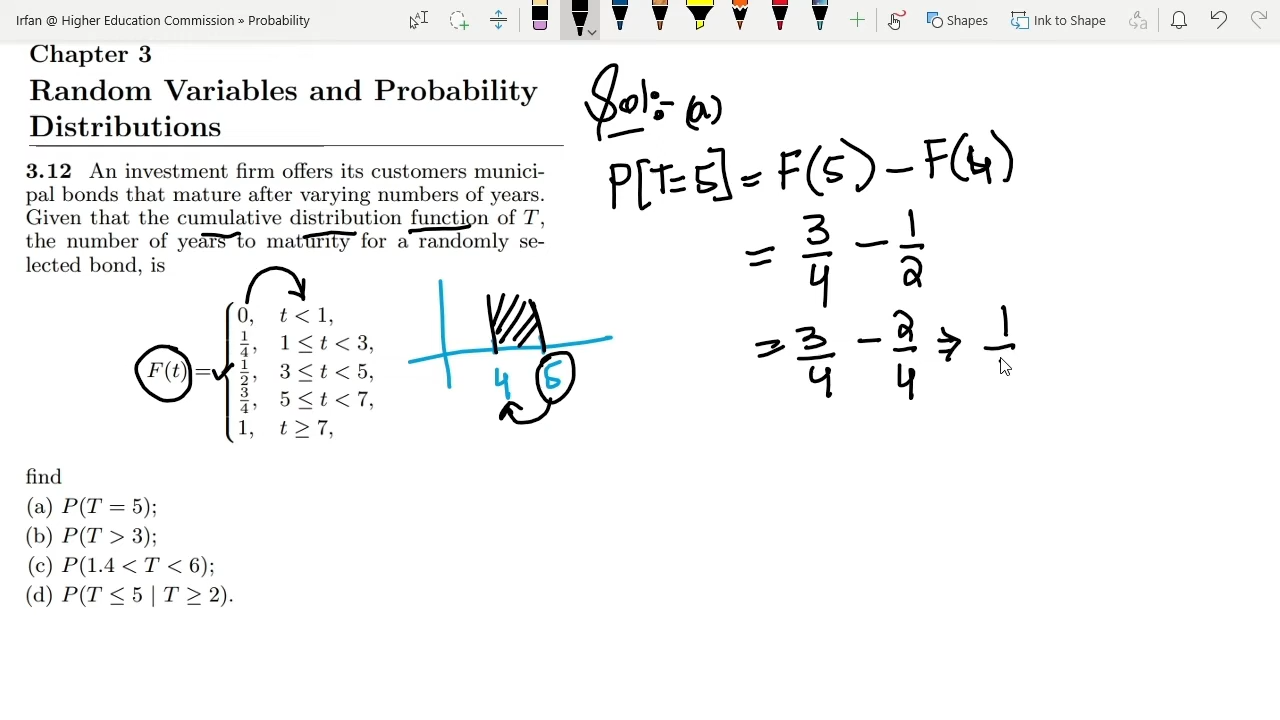 Irfan @ Higher Education Commission » Probability
Shapes
Ink to Shape
Chapter 3
Random Variables and Probability
Distributions
3.12 An investment firm offers its customers munici-
pal bonds that mature after varying numbers of years.
Given that the cumulative distribution function of T,
the number of years to maturity for a randomly se-
lected bond, is
F(t) =
0, t < 1,
1/4, 1 ≤ t < 3,
1/2, 3 ≤ t < 5,
3/4, 5 ≤ t < 7,
1, t ≥ 7,
find
(a) P(T = 5);
(b) P(T > 3);
(c) P(1.4 < T < 6);
(d) P(T ≤ 5 | T ≥ 2).
4 5
Sol:- (a)
P[T=5] = F(5) - F(4)
= 3/4 - 1/2
= 3/4 - 2/4 ⇒ 1/